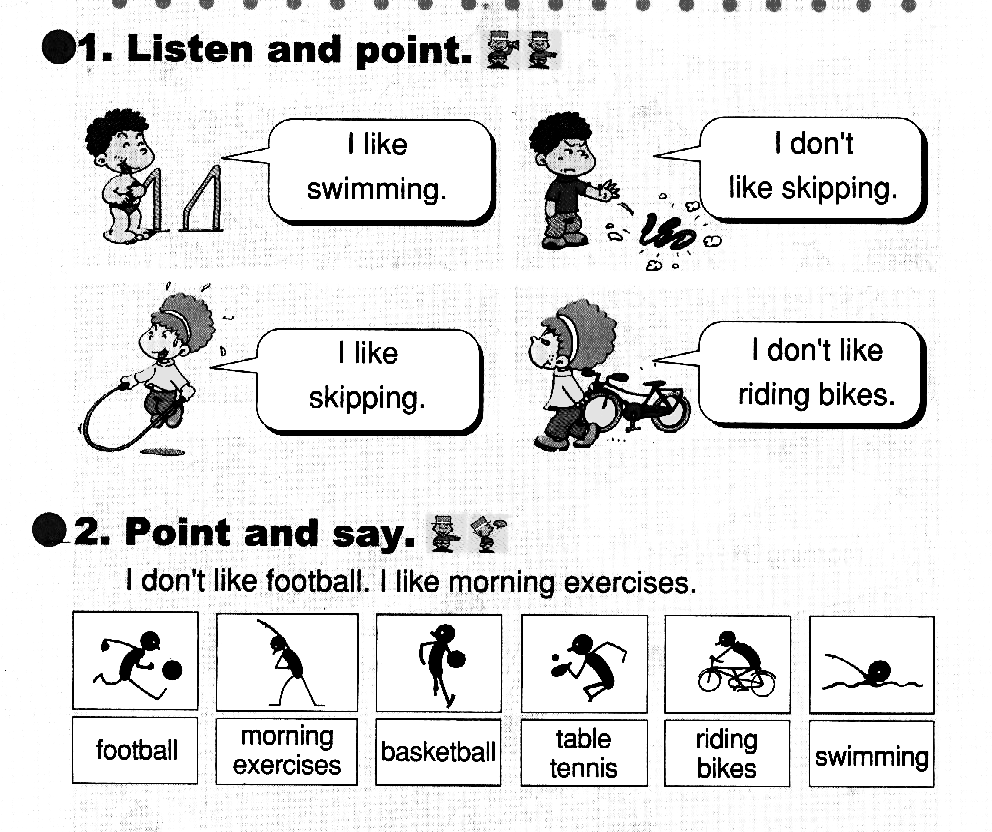 1. Listen and point.
I like
swimming.
I don't
like skipping.
I like
skipping.
I don't like
riding bikes.
2. Point and say.
I don't like football. I like morning exercises.
football
morning
exercises
basketball
table
tennis
riding
bikes
swimming